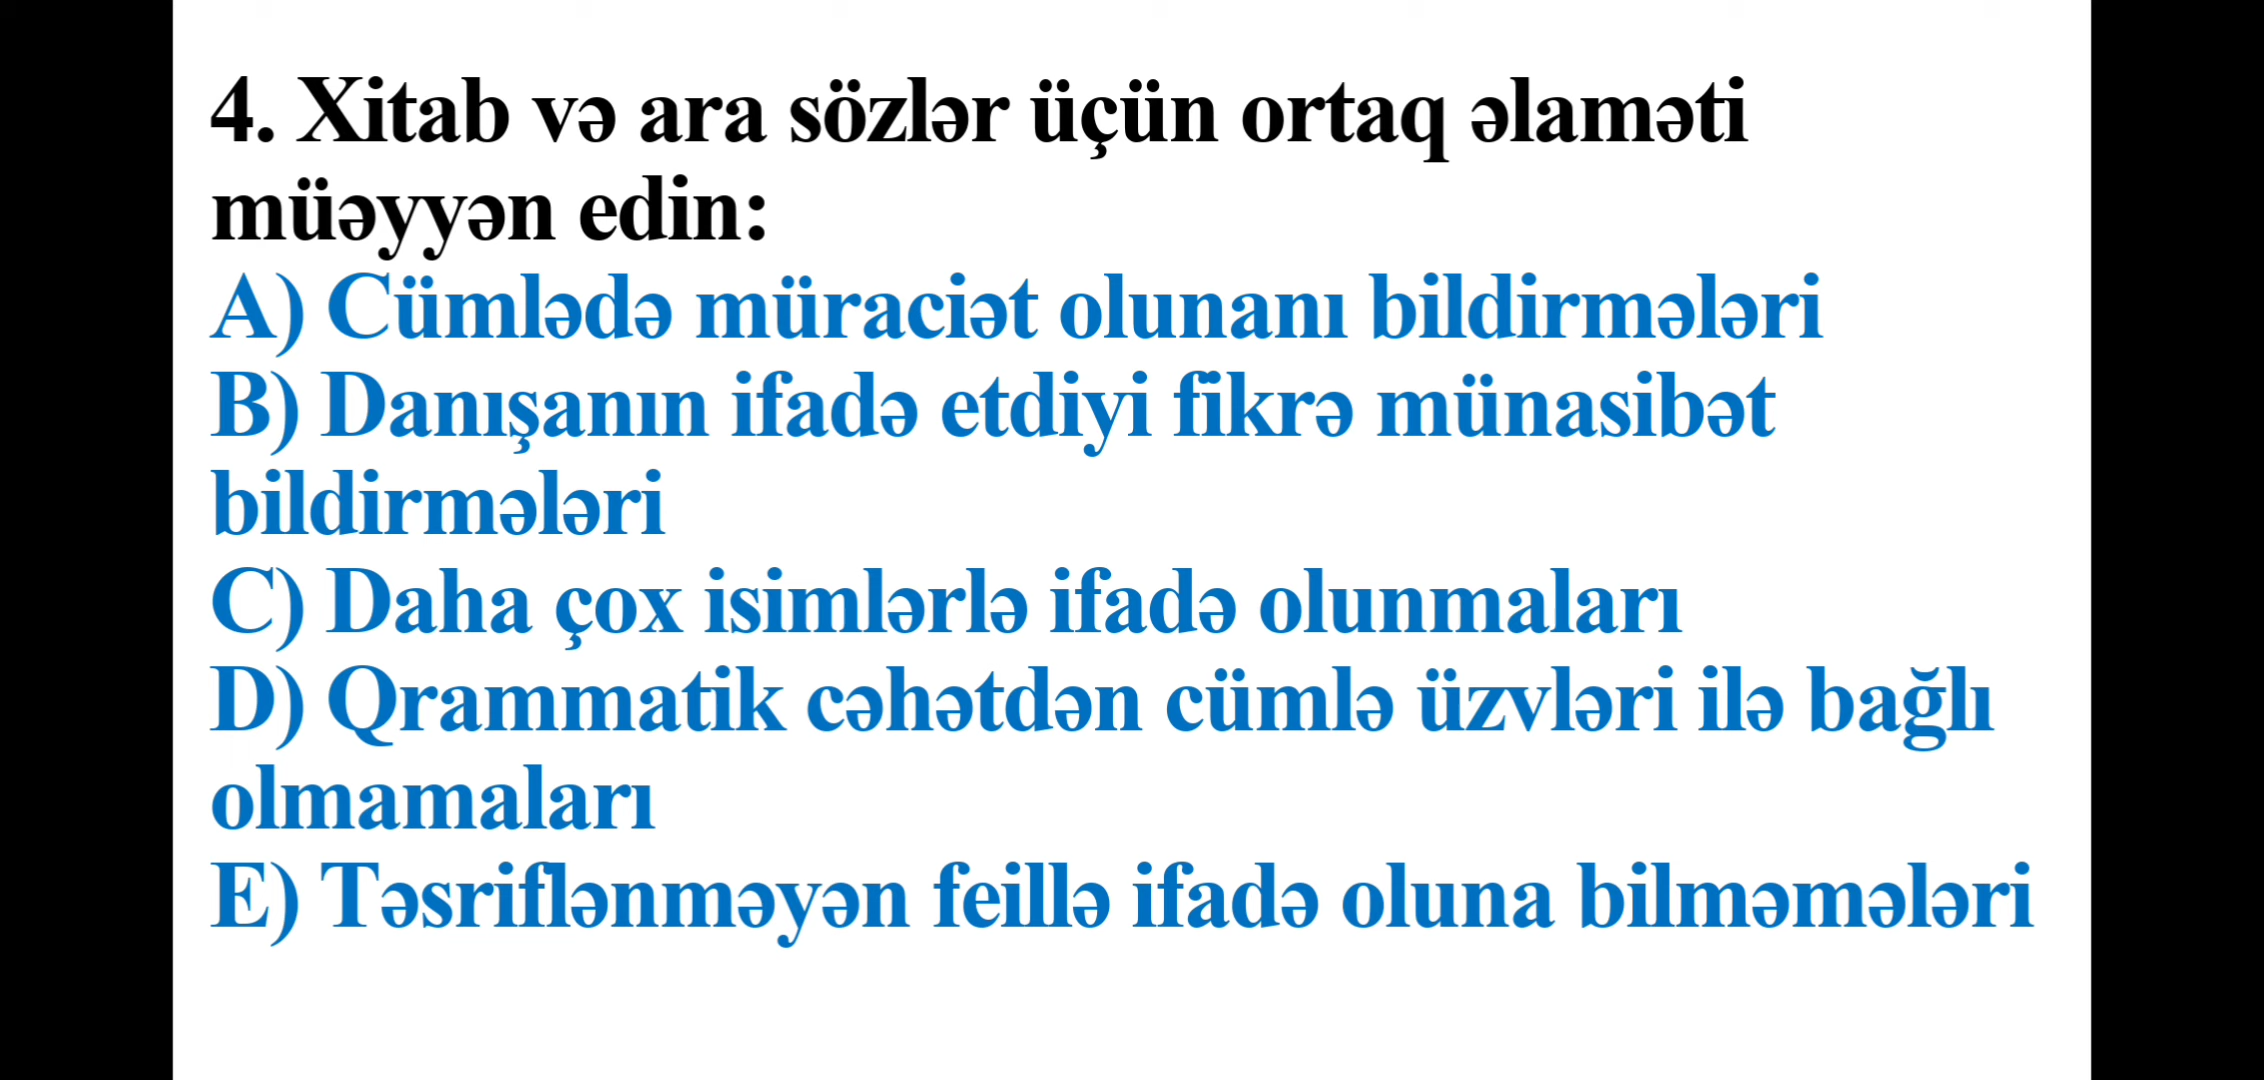 4. Xitab və ara sözlər üçün ortaq əlaməti
müəyyən edin:
A) Cümlədə müraciət olunanı bildirmələri
B) Danışanın ifadə etdiyi fikrə münasibət
bildirmələri
C) Daha çox isimlərlə ifadə olunmaları
D) Qrammatik cəhətdən cümlə üzvləri ilə bağlı
olmamaları
E) Təsriflənməyən feillə ifadə oluna bilməmələri